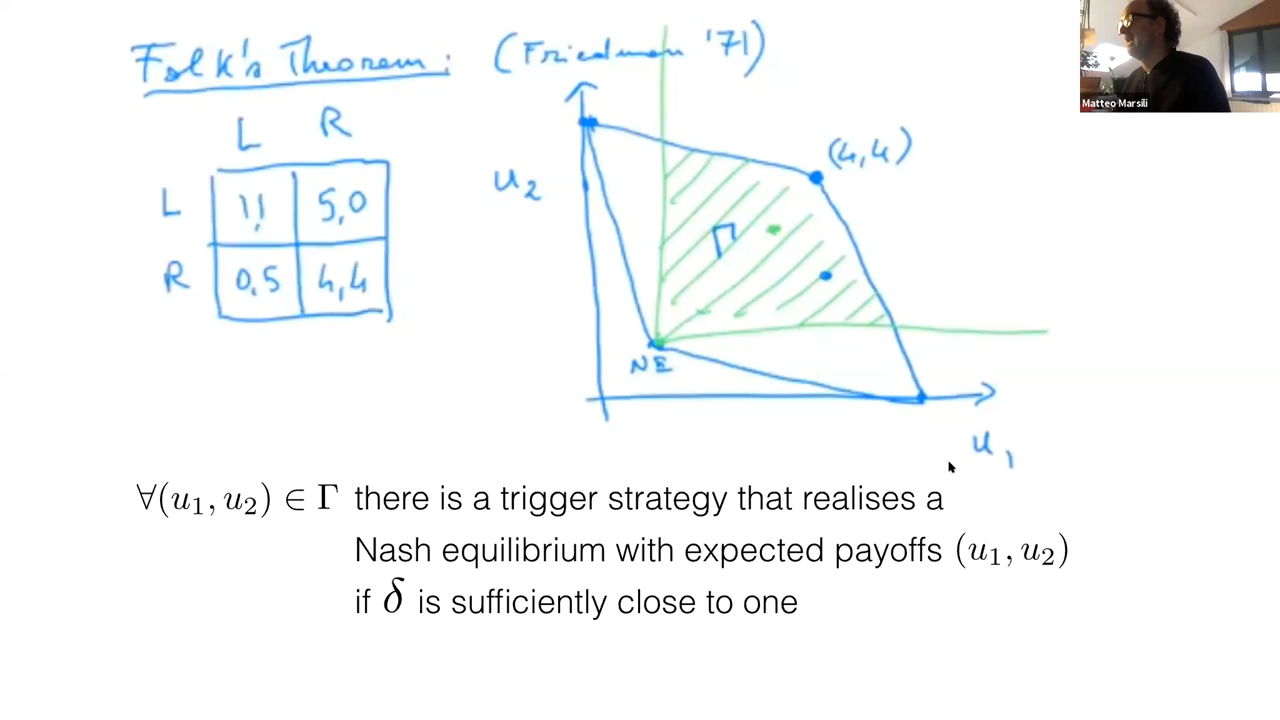 Folk's Theorem: (Friedman '71)
Matteo Marsili
L R
L 1,1 5,0
R 0,5 4,4
u2
(4,4)
Γ
NE
u1
∀(u1, u2) ∈ Γ there is a trigger strategy that realises a
Nash equilibrium with expected payoffs (u1, u2)
if δ is sufficiently close to one